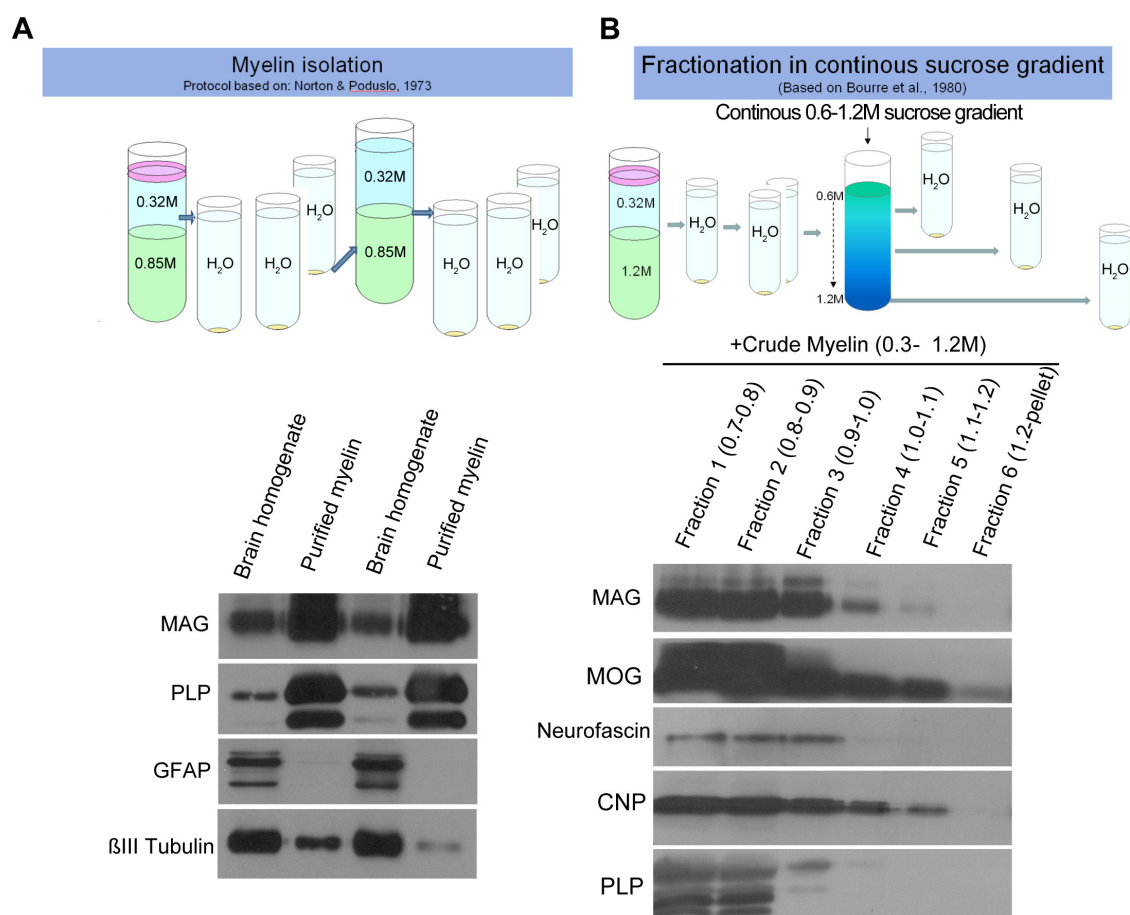 A
Myelin isolation
Protocol based on: Norton & Poduslo, 1973
0.32M
0.85M
H2O
H2O
H2O
0.32M
0.85M
H2O
H2O
H2O
Brain homogenate
Purified myelin
Brain homogenate
Purified myelin
MAG
PLP
GFAP
ßIII Tubulin
B
Fractionation in continous sucrose gradient
(Based on Bourre et al., 1980)
Continous 0.6-1.2M sucrose gradient
0.32M
1.2M
H2O
H2O
0.6M
1.2M
H2O
H2O
H2O
+Crude Myelin (0.3- 1.2M)
Fraction 1 (0.7-0.8)
Fraction 2 (0.8-0.9)
Fraction 3 (0.9-1.0)
Fraction 4 (1.0-1.1)
Fraction 5 (1.1-1.2)
Fraction 6 (1.2-pellet)
MAG
MOG
Neurofascin
CNP
PLP